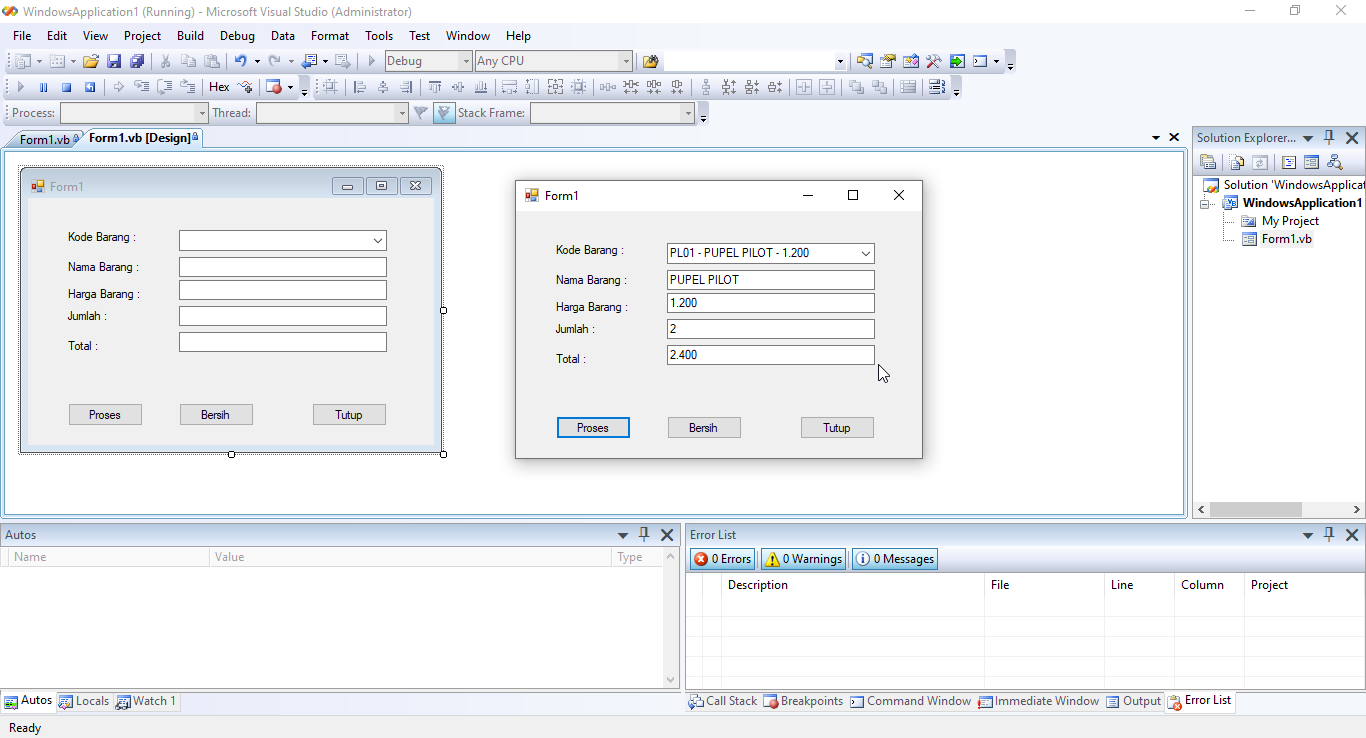 WindowsApplication1 (Running) - Microsoft Visual Studio (Administrator)
File Edit View Project Build Debug Data Format Tools Test Window Help
Debug Any CPU
Hex
Process: Thread: Stack Frame:
Form1.vb Form1.vb [Design]
Form1
Kode Barang :
Nama Barang :
Harga Barang :
Jumlah :
Total :
Proses Bersih Tutup
Form1
Kode Barang : PL01 - PUPEL PILOT - 1.200
Nama Barang : PUPEL PILOT
Harga Barang : 1.200
Jumlah : 2
Total : 2.400
Proses Bersih Tutup
Solution Explorer...
Solution 'WindowsApplicat
WindowsApplication1
My Project
Form1.vb
Autos
Name Value Type
Autos Locals Watch 1
Error List
0 Errors 0 Warnings 0 Messages
Description File Line Column Project
Call Stack Breakpoints Command Window Immediate Window Output Error List
Ready